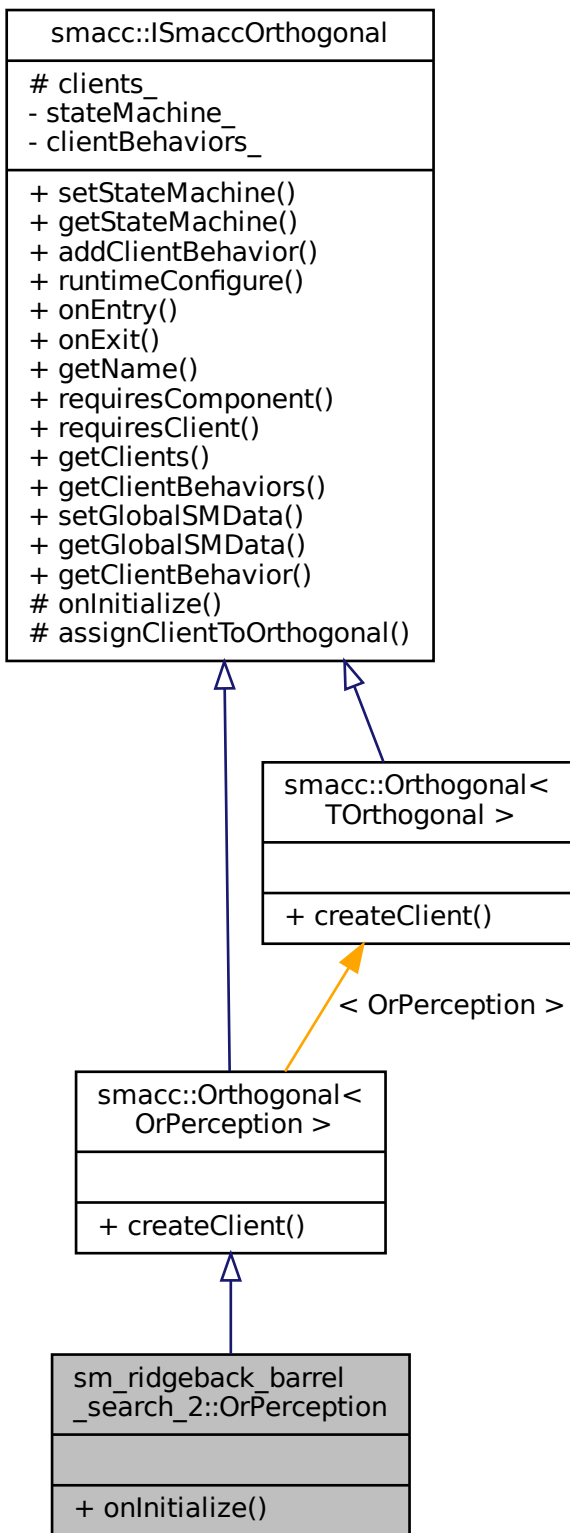 smacc::ISmaccOrthogonal
# clients_
- stateMachine_
- clientBehaviors_
+ setStateMachine()
+ getStateMachine()
+ addClientBehavior()
+ runtimeConfigure()
+ onEntry()
+ onExit()
+ getName()
+ requiresComponent()
+ requiresClient()
+ getClients()
+ getClientBehaviors()
+ setGlobalSMData()
+ getGlobalSMData()
+ getClientBehavior()
# onInitialize()
# assignClientToOrthogonal()
smacc::Orthogonal<
TOrthogonal >
+ createClient()
< OrPerception >
smacc::Orthogonal<
OrPerception >
+ createClient()
sm_ridgeback_barrel
_search_2::OrPerception
+ onInitialize()